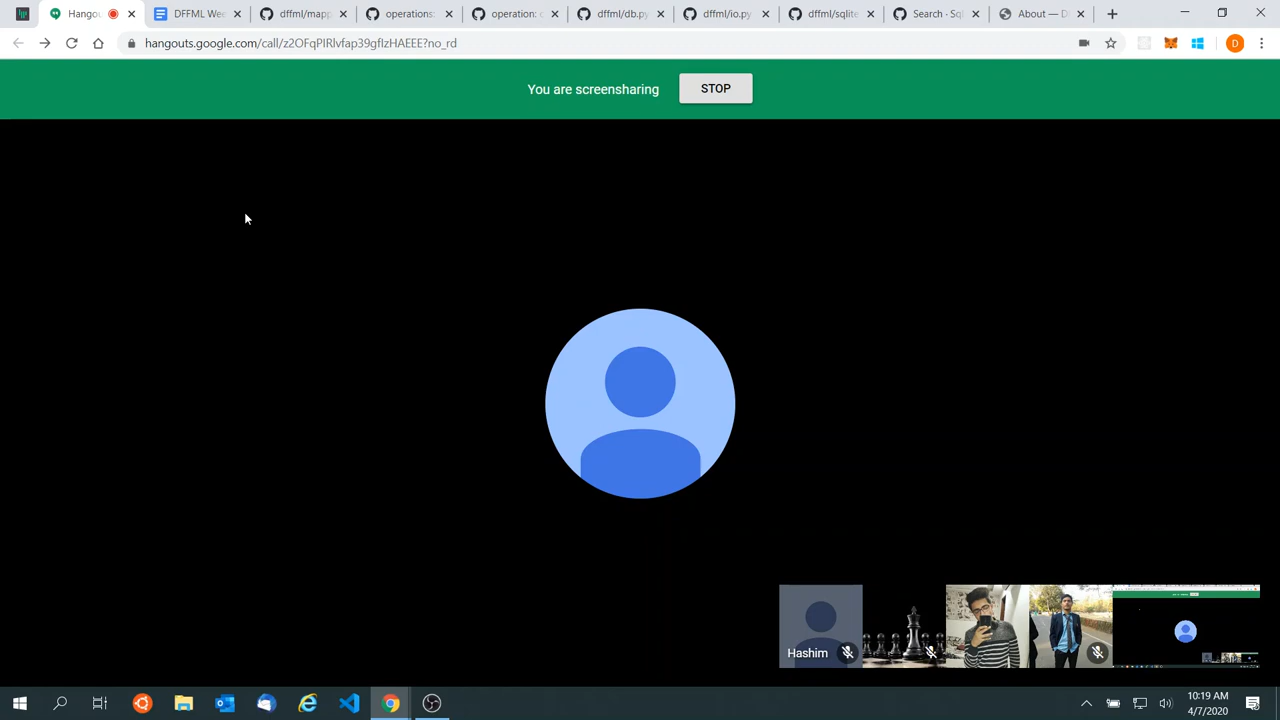 Hangou
DFFML Wee
dffml/mapp
operations:
operation: c
dffml/db.py
dffml/io.py
dffml/sqlite
Search · Sq
About — D
hangouts.google.com/call/z2OFqPIRlvfap39gflzHAEEE?no_rd
D
You are screensharing
STOP
Hashim
10:19 AM
4/7/2020